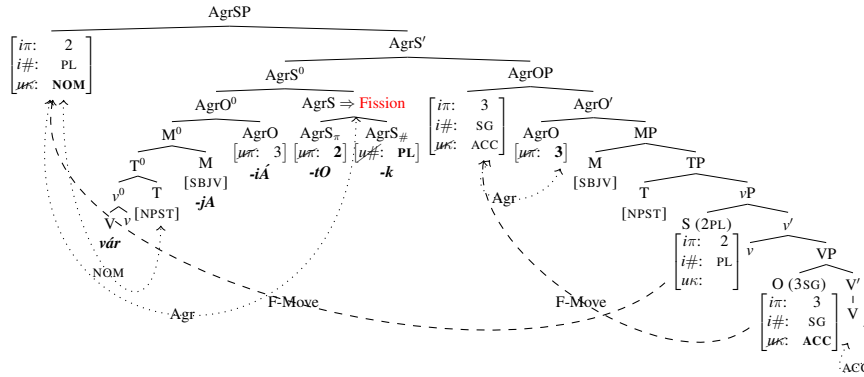 AgrSP
AgrS′
AgrS⁰ AgrOP
[iπ: 2
i#: PL
uκ: NOM]
AgrO⁰ AgrS ⇒ Fission
[iπ: 3
i#: SG
uκ: ACC]
AgrO′
M⁰ AgrO AgrSπ AgrS# AgrO MP
[uπ: 3] [uπ: 2] [u#: PL] [uπ: 3]
-iÁ -tO -k
T⁰ M M TP
[SBJV] [SBJV]
-jA
v⁰ T T vP
[NPST] [NPST]
Agr
V v
vár
S (2PL) v′
[iπ: 2
i#: PL
uκ: ]
v VP
NOM
O (3SG) V′
[iπ: 3
i#: SG
uκ: ACC]
V
Agr F-Move F-Move
ACC